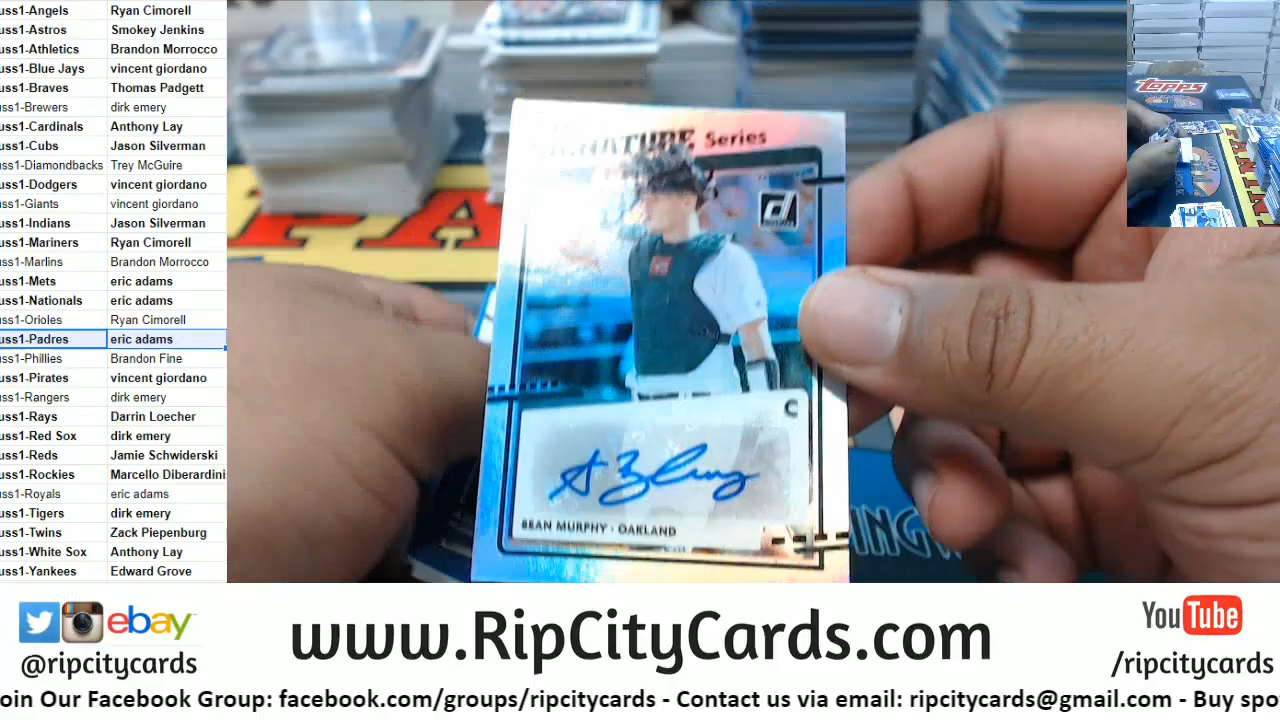 uss1-Angels Ryan Cimorell
uss1-Astros Smokey Jenkins
uss1-Athletics Brandon Morrocco
uss1-Blue Jays vincent giordano
uss1-Braves Thomas Padgett
uss1-Brewers dirk emery
uss1-Cardinals Anthony Lay
uss1-Cubs Jason Silverman
uss1-Diamondbacks Trey McGuire
uss1-Dodgers vincent giordano
uss1-Giants vincent giordano
uss1-Indians Jason Silverman
uss1-Mariners Ryan Cimorell
uss1-Marlins Brandon Morrocco
uss1-Mets eric adams
uss1-Nationals eric adams
uss1-Orioles Ryan Cimorell
uss1-Padres eric adams
uss1-Phillies Brandon Fine
uss1-Pirates vincent giordano
uss1-Rangers dirk emery
uss1-Rays Darrin Loecher
uss1-Red Sox dirk emery
uss1-Reds Jamie Schwiderski
uss1-Rockies Marcello Diberardini
uss1-Royals eric adams
uss1-Tigers dirk emery
uss1-Twins Zack Piepenburg
uss1-White Sox Anthony Lay
uss1-Yankees Edward Grove
SIGNATURE Series
d
C
SEAN MURPHY · OAKLAND
Topps
PANINI
ebay
@ripcitycards
www.RipCityCards.com
YouTube
/ripcitycards
oin Our Facebook Group: facebook.com/groups/ripcitycards - Contact us via email: ripcitycards@gmail.com - Buy spo